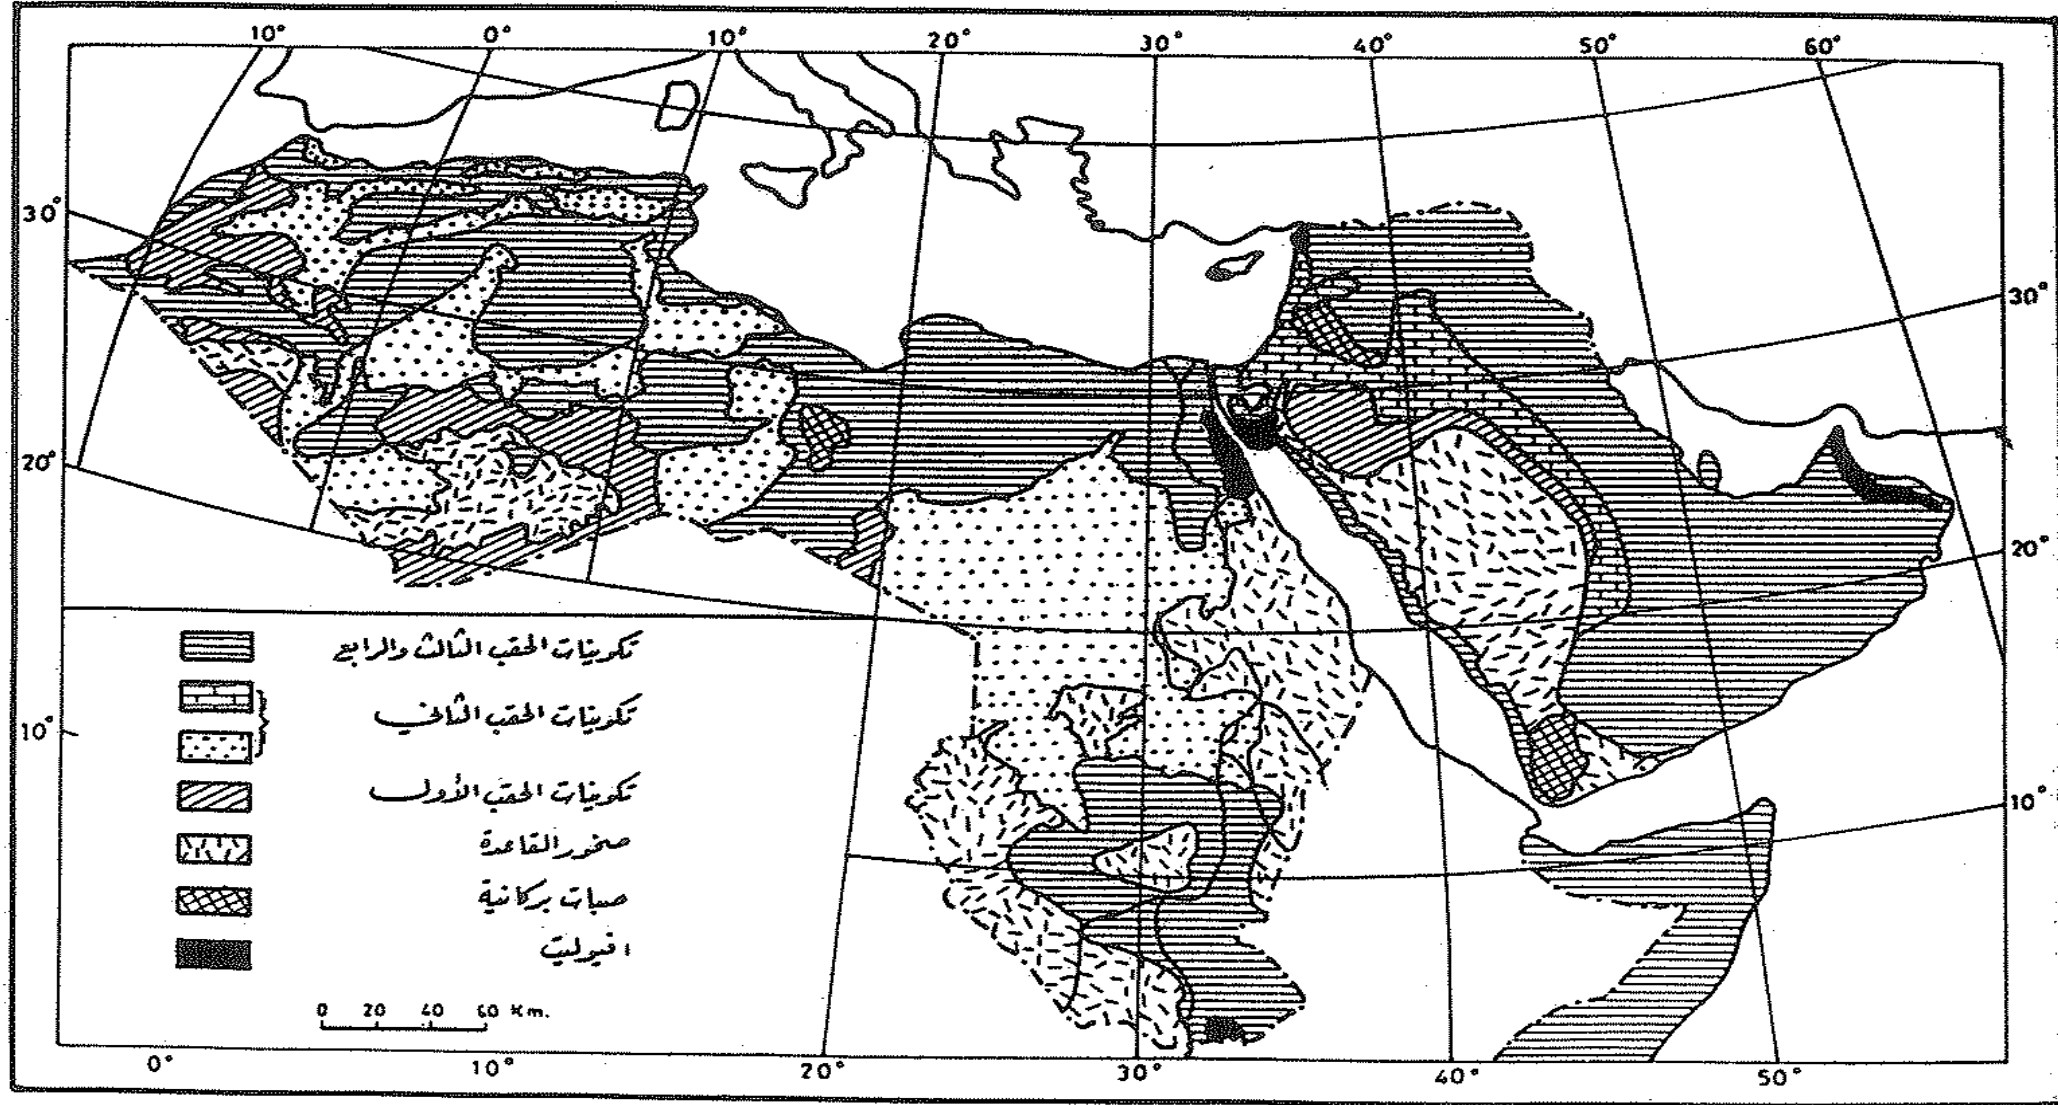 10° 0° 10° 20° 30° 40° 50° 60°
30° 30°
20° 20°
10° 10°
تكوينات الحقب الثالث والرابع
تكوينات الحقب الثاني
تكوينات الحقب الأول
صخور القاعدة
صبات بركانية
افيوليت
0 20 40 60 Km.
0° 10° 20° 30° 40° 50°